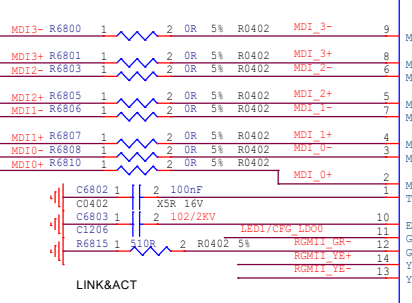 MDI3- R6800 1 2 0R 5% R0402 MDI_3- 9 M
MDI3+ R6801 1 2 0R 5% R0402 MDI_3+ 8 M
MDI2- R6803 1 2 0R 5% R0402 MDI_2- 6 M
MDI2+ R6805 1 2 0R 5% R0402 MDI_2+ 5 M
MDI1- R6806 1 2 0R 5% R0402 MDI_1- 7 M
MDI1+ R6807 1 2 0R 5% R0402 MDI_1+ 4 M
MDI0- R6808 1 2 0R 5% R0402 MDI_0- 3 M
MDI0+ R6810 1 2 0R 5% R0402
MDI_0+ 2 M
C6802 1 2 100nF 1 T
C0402 X5R 16V
C6803 1 2 102/2KV 10 E
C1206 LED1/CFG_LDO0 11 G
R6815 1 510R 2 R0402 5% RGMII_GR- 12 G
RGMII_YE+ 14 Y
RGMII_YE- 13 Y
LINK&ACT